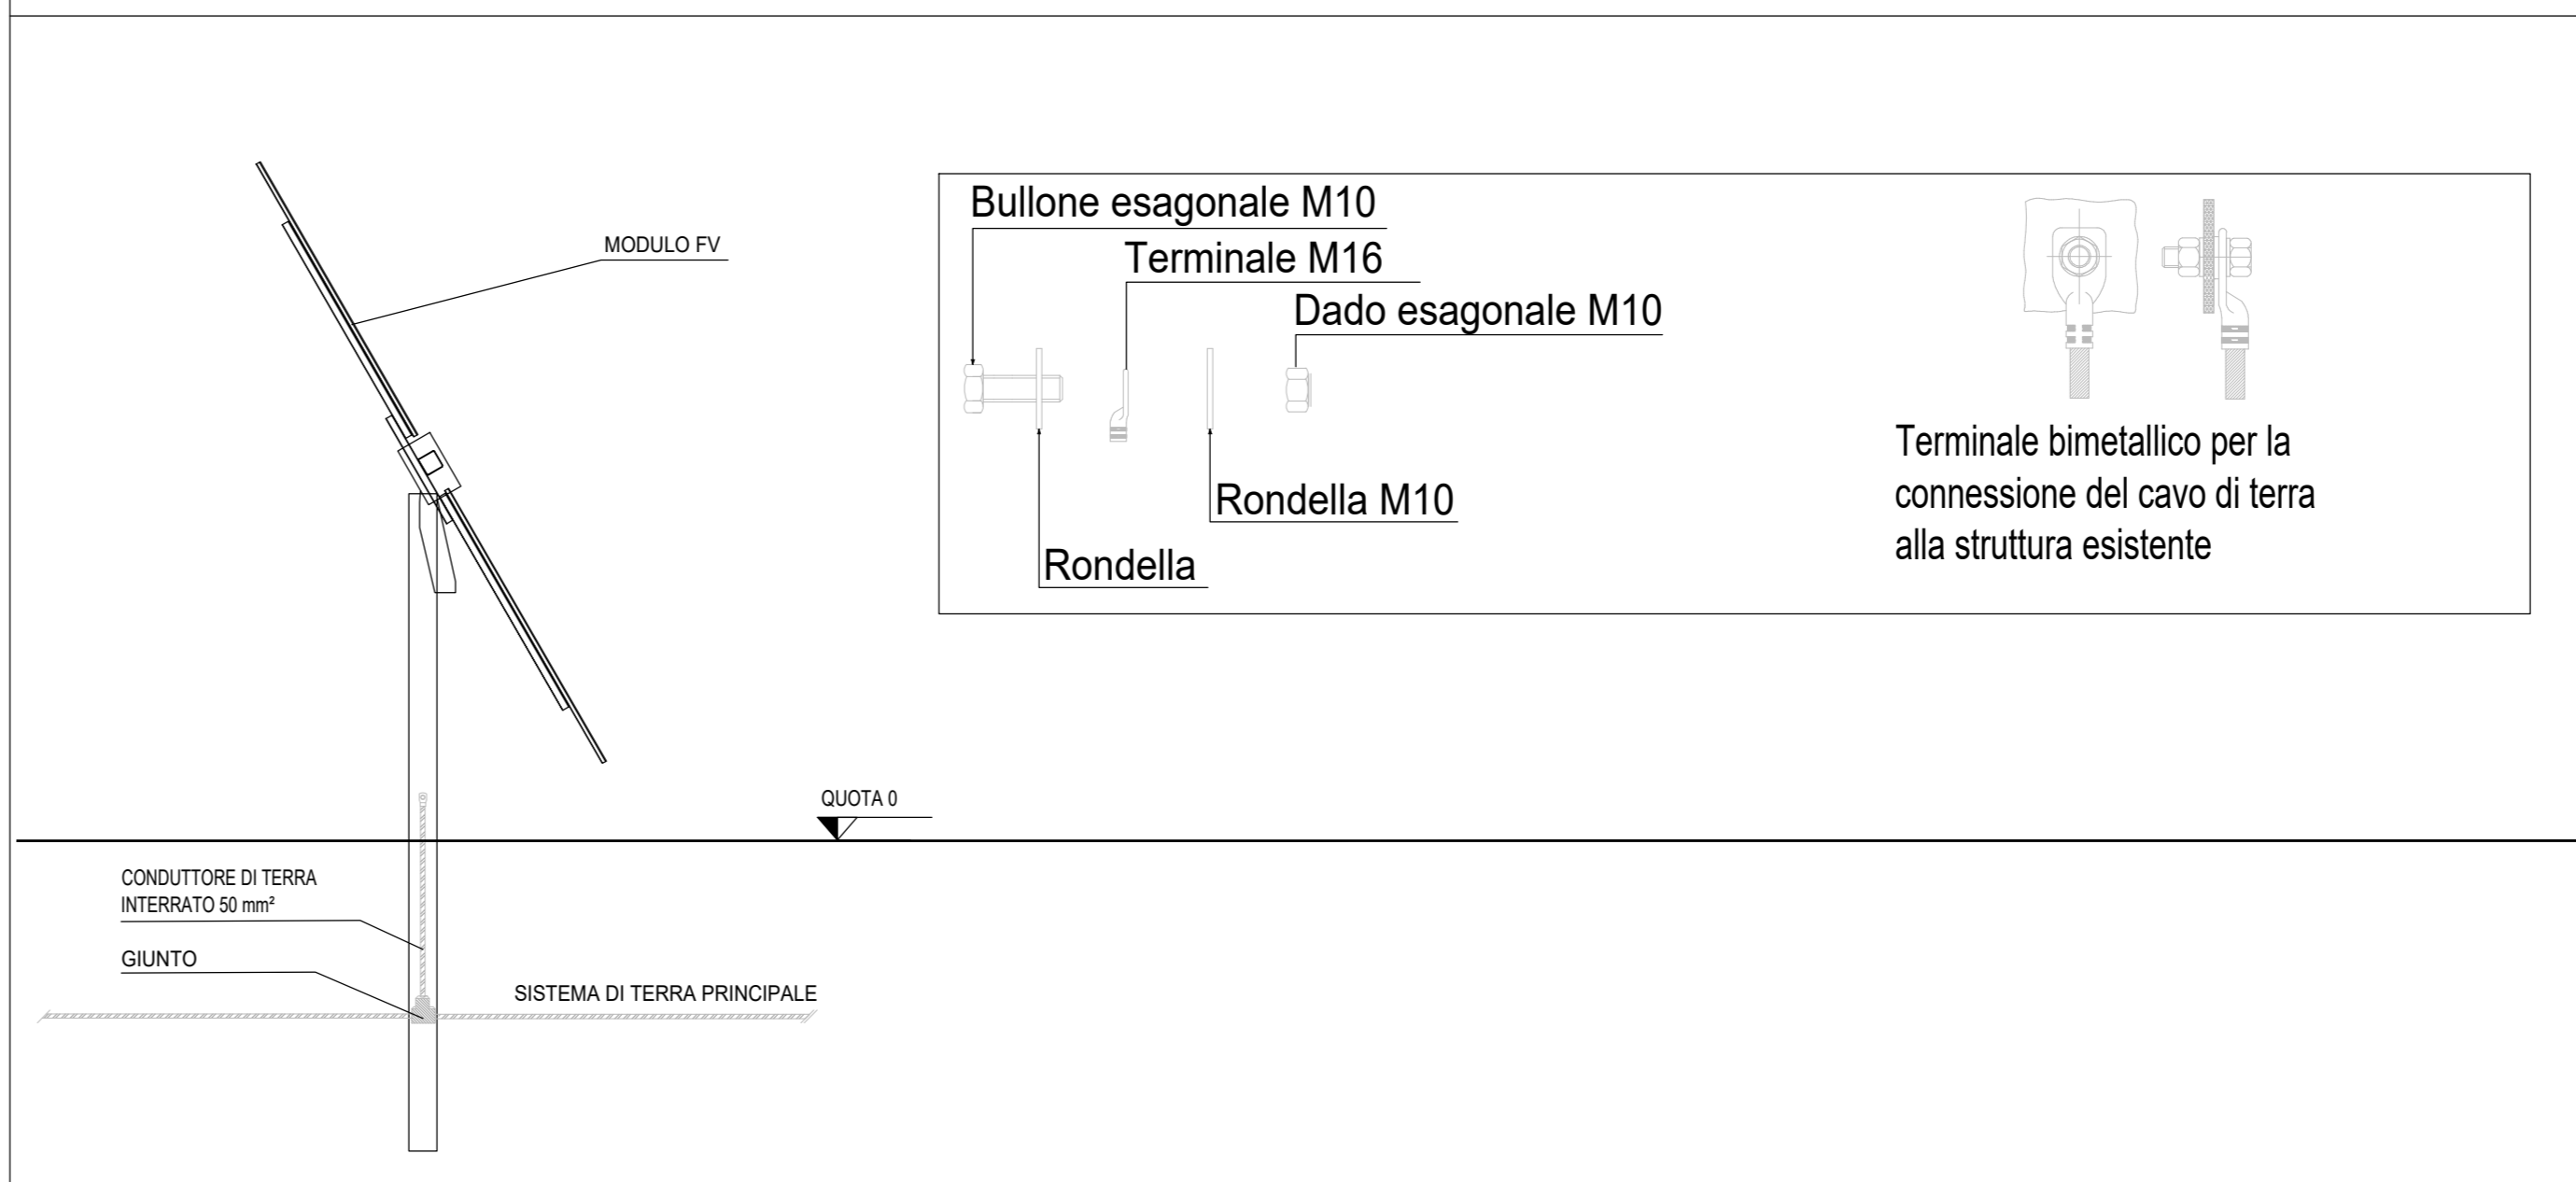 MODULO FV
Bullone esagonale M10
Terminale M16
Dado esagonale M10
Rondella M10
Rondella
Terminale bimetallico per la
connessione del cavo di terra
alla struttura esistente
QUOTA 0
CONDUTTORE DI TERRA
INTERRATO 50 mm²
GIUNTO
SISTEMA DI TERRA PRINCIPALE